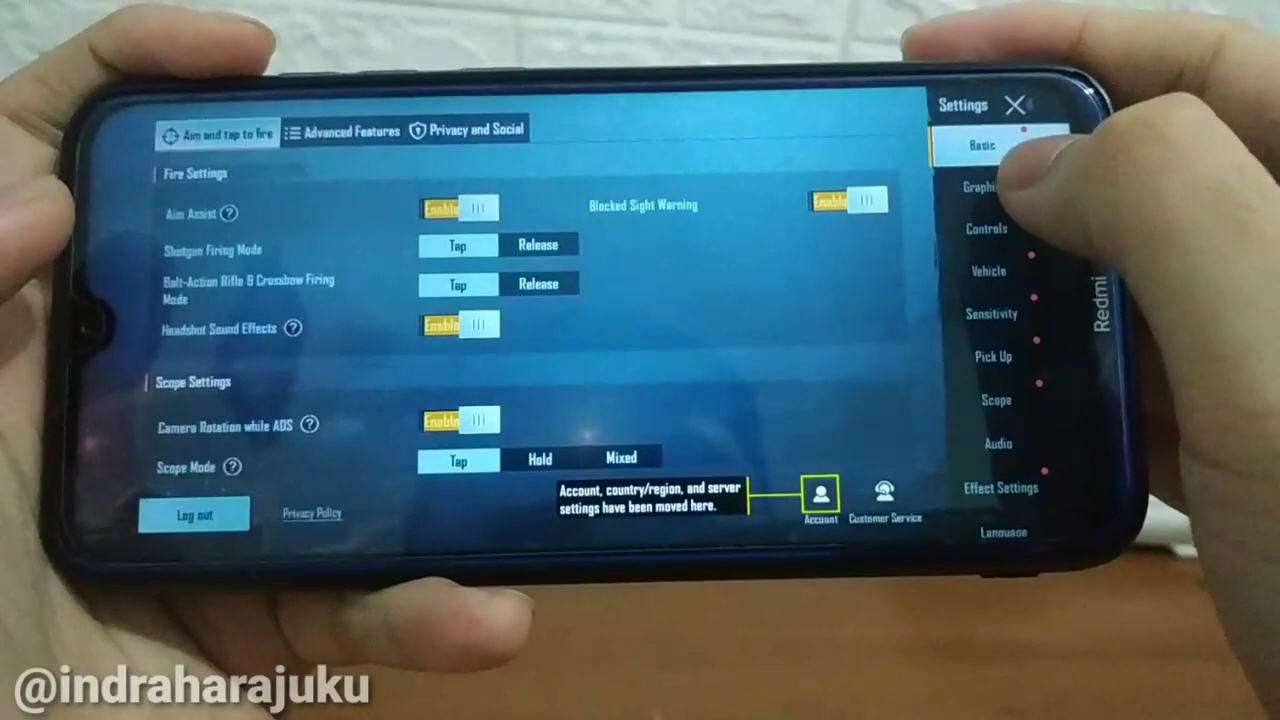 Aim and tap to fire
Advanced Features
Privacy and Social
Settings
Basic
Controls
Vehicle
Sensitivity
Pick Up
Scope
Audio
Effect Settings
Language
Fire Settings
Aim Assist ?
Enable
Blocked Sight Warning
Enable
Shotgun Firing Mode
Tap
Release
Bolt-Action Rifle & Crossbow Firing
Mode
Tap
Release
Headshot Sound Effects ?
Enable
Scope Settings
Camera Rotation while ADS ?
Enable
Scope Mode ?
Tap
Hold
Mixed
Account, country/region, and server
settings have been moved here.
Account
Customer Service
Log out
Privacy Policy
Redmi
@indraharajuku